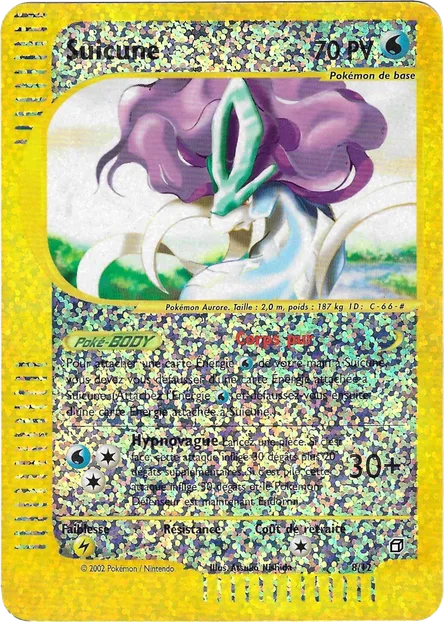 Suicune 70 PV
Pokémon de base
Pokémon Aurore. Taille : 2,0 m, poids : 187 kg ID: C-66-#
Poké-BODY Corps pur
Pour attacher une carte Énergie de votre main à Suicune,
vous devez vous défausser d'une carte Énergie attachée à
Suicune. (Attachez l'Énergie et défaussez-vous ensuite
d'une carte Énergie attachée à Suicune.)
Hypnovague Lancez une pièce. Si c'est
face, cette attaque inflige 30 dégâts plus 20
dégâts supplémentaires. Si c'est pile, cette
attaque inflige 30 dégâts et le Pokémon
Défenseur est maintenant Endormi.
30+
Faiblesse Résistance Coût de retraite
© 2002 Pokémon / Nintendo Illus. Atsuko Nishida 8/12